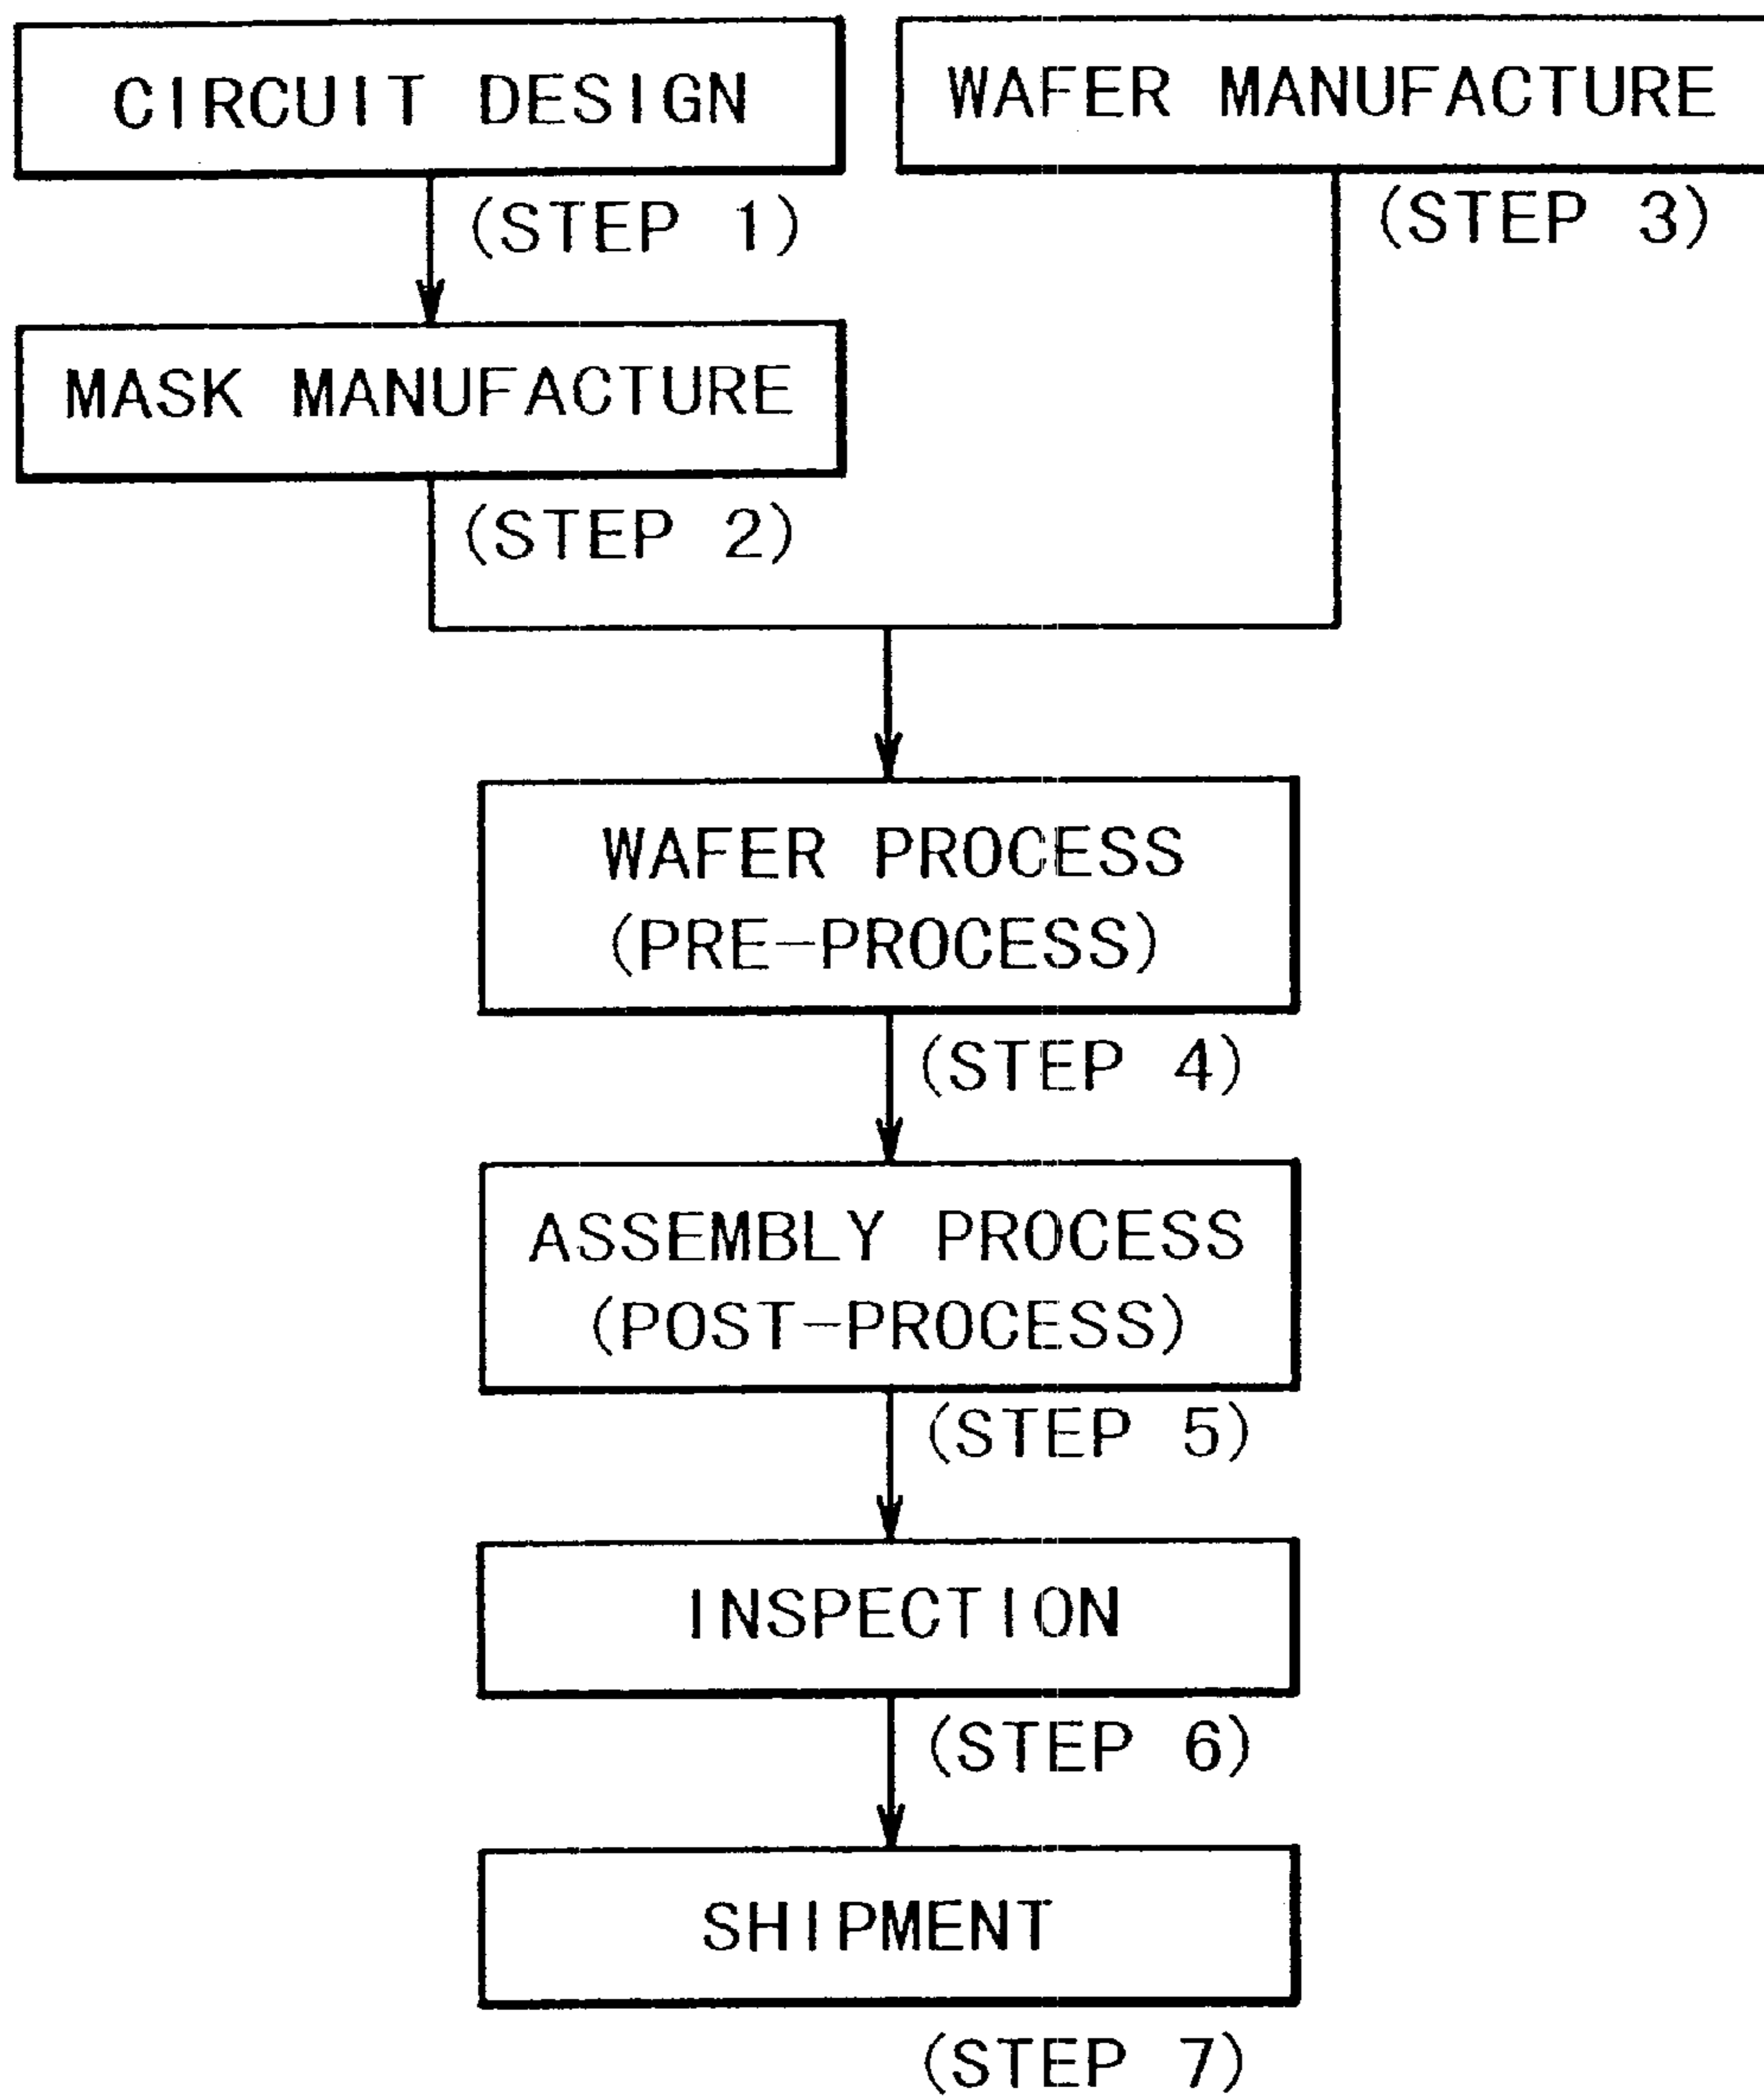 CIRCUIT DESIGN
WAFER MANUFACTURE
(STEP 1)
(STEP 3)
MASK MANUFACTURE
(STEP 2)
WAFER PROCESS
(PRE-PROCESS)
(STEP 4)
ASSEMBLY PROCESS
(POST-PROCESS)
(STEP 5)
INSPECTION
(STEP 6)
SHIPMENT
(STEP 7)